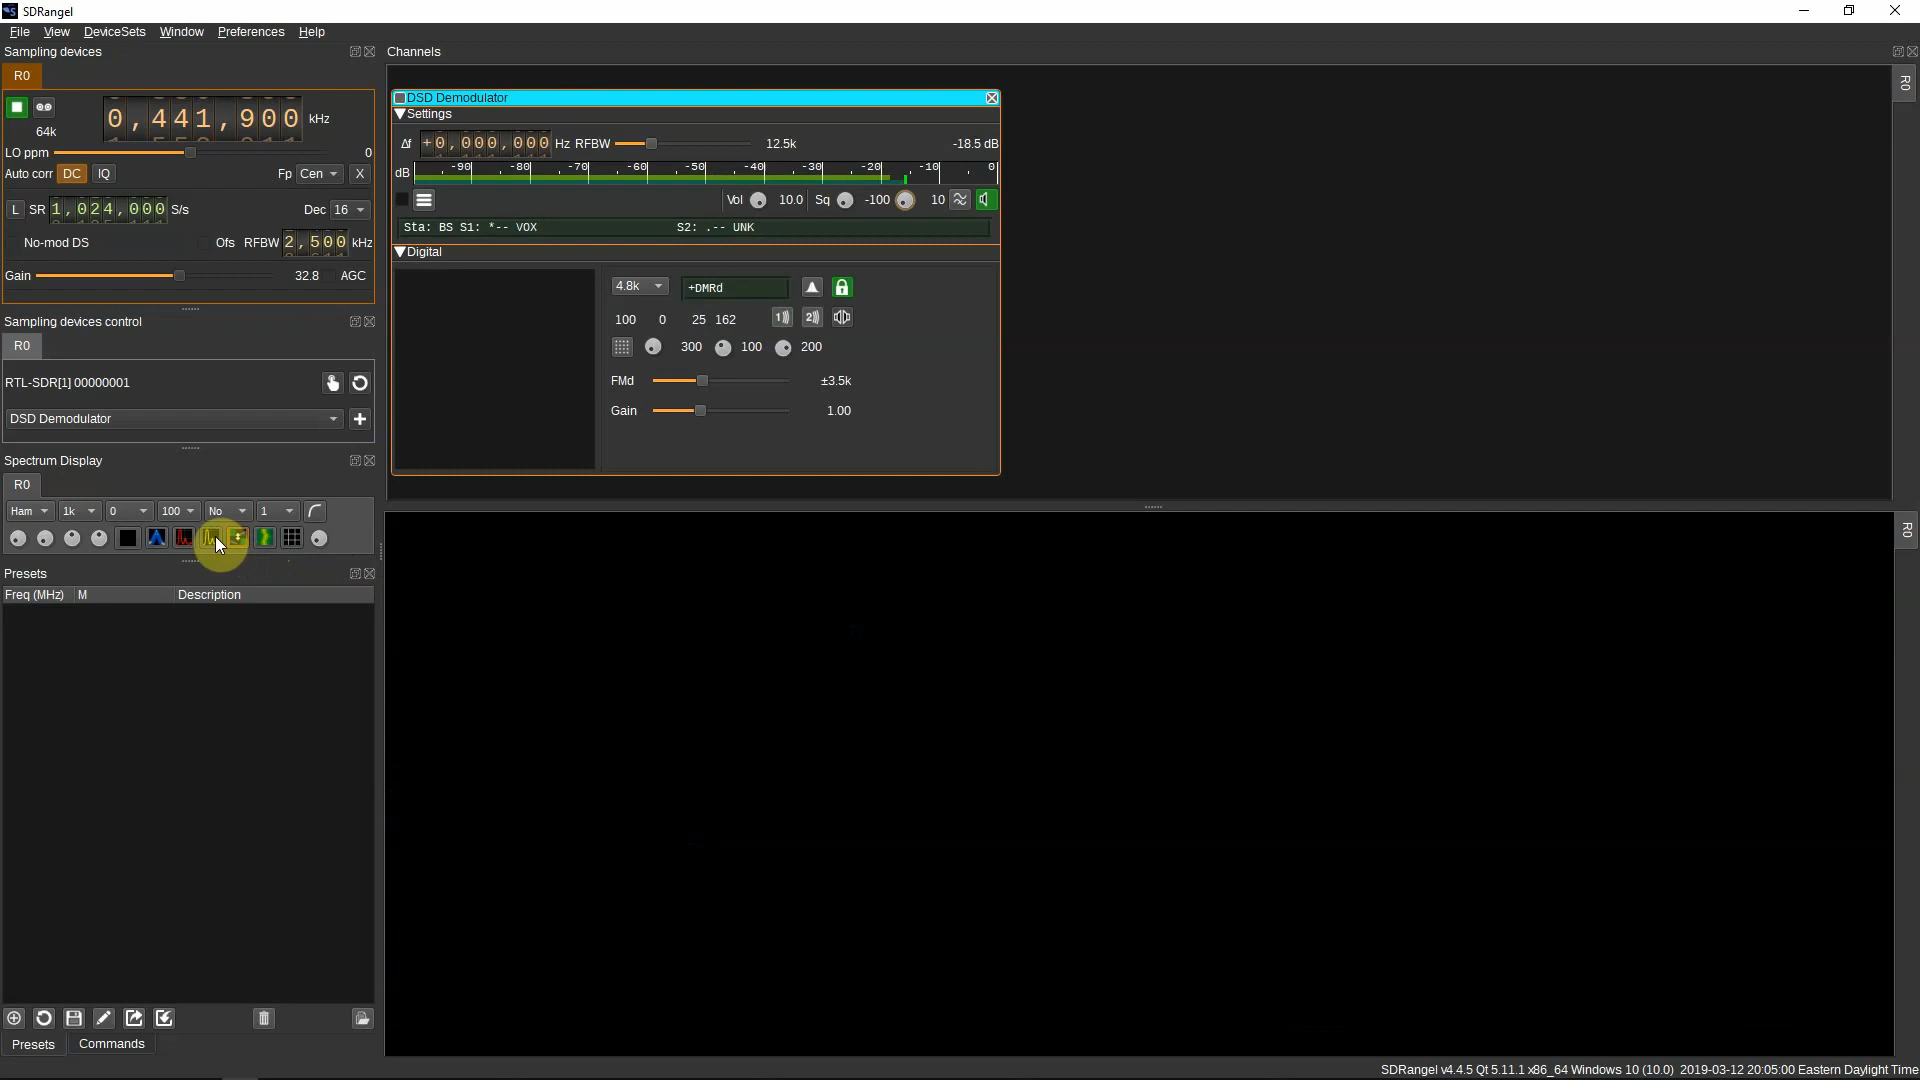 SDRangel
File View DeviceSets Window Preferences Help
Sampling devices
Channels
R0
R0
0,441,900 kHz
64k
LO ppm 0
Auto corr DC IQ Fp Cen X
L SR 1,024,000 S/s Dec 16
No-mod DS Ofs RFBW 2,500 kHz
Gain 32.8 AGC
DSD Demodulator
Settings
Δf +0,000,000 Hz RFBW 12.5k -18.5 dB
dB -90 -80 -70 -60 -50 -40 -30 -20 -10 0
Vol 10.0 Sq -100 10
Sta: BS S1: *-- VOX S2: .-- UNK
Digital
4.8k +DMRd
100 0 25 162 1 2
300 100 200
FMd ±3.5k
Gain 1.00
Sampling devices control
R0
RTL-SDR[1] 00000001
DSD Demodulator
Spectrum Display
R0
R0
Ham 1k 0 100 No 1
Presets
Freq (MHz) M Description
Presets Commands
SDRangel v4.4.5 Qt 5.11.1 x86_64 Windows 10 (10.0) 2019-03-12 20:05:00 Eastern Daylight Time